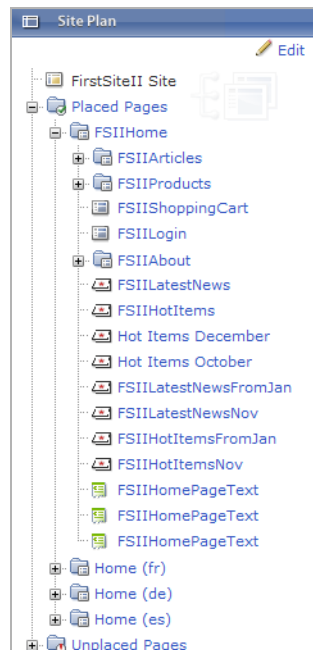 Site Plan
Edit
FirstSiteII Site
Placed Pages
FSIIHome
FSIIArticles
FSIIProducts
FSIIShoppingCart
FSIILogin
FSIIAbout
FSIILatestNews
FSIIHotItems
Hot Items December
Hot Items October
FSIILatestNewsFromJan
FSIILatestNewsNov
FSIIHotItemsFromJan
FSIIHotItemsNov
FSIIHomePageText
FSIIHomePageText
FSIIHomePageText
Home (fr)
Home (de)
Home (es)
Unplaced Pages